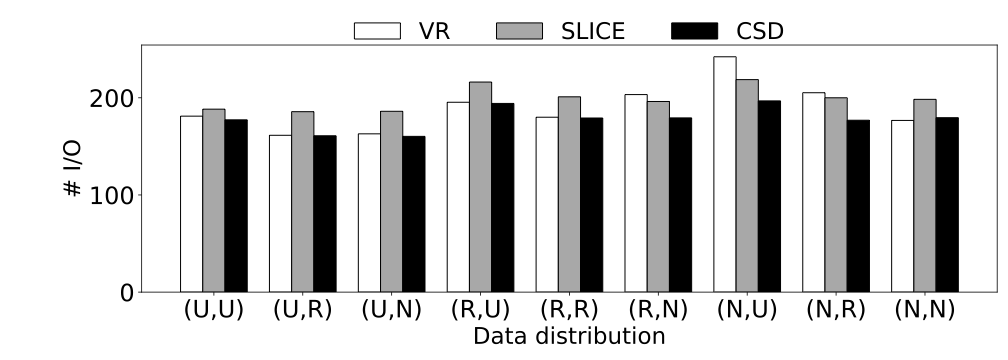 VR SLICE CSD
# I/O
200
100
0
(U,U) (U,R) (U,N) (R,U) (R,R) (R,N) (N,U) (N,R) (N,N)
Data distribution